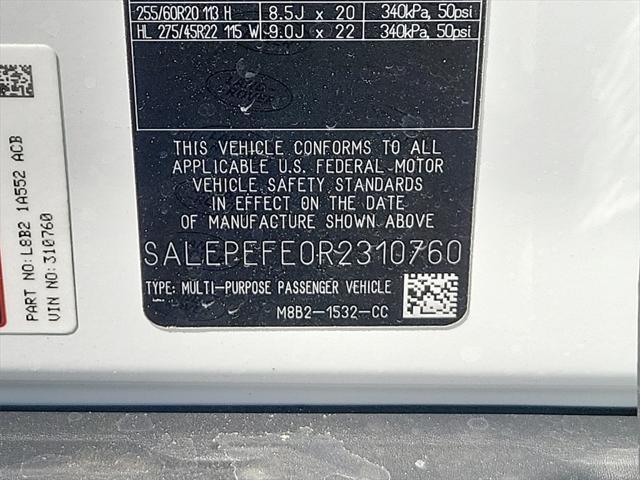 255/60R20 113 H 8.5J x 20 340kPa, 50psi
HL 275/45R22 115 W 9.0J x 22 340kPa, 50psi
THIS VEHICLE CONFORMS TO ALL
APPLICABLE U.S. FEDERAL MOTOR
VEHICLE SAFETY STANDARDS
IN EFFECT ON THE DATE
OF MANUFACTURE SHOWN ABOVE
SALEPEFE0R2310760
TYPE: MULTI-PURPOSE PASSENGER VEHICLE
M8B2-1532-CC
PART NO: L8B2 1A552 ACB
VIN NO: 310760